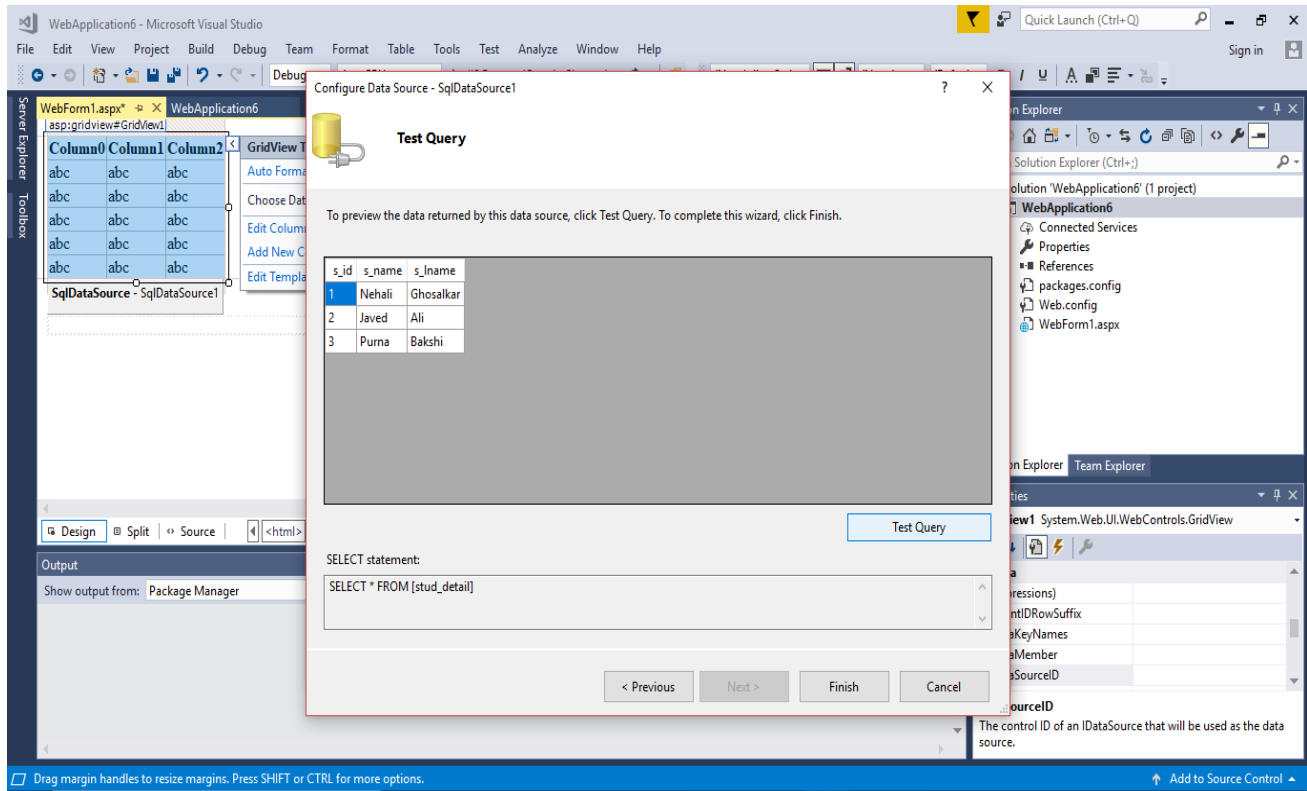 WebApplication6 - Microsoft Visual Studio
Quick Launch (Ctrl+Q)
File Edit View Project Build Debug Team Format Table Tools Test Analyze Window Help
Sign in
Debug
Server Explorer
Toolbox
WebForm1.aspx* WebApplication6
asp:gridview#GridView1
Column0 Column1 Column2
abc abc abc
abc abc abc
abc abc abc
abc abc abc
abc abc abc
SqlDataSource - SqlDataSource1
GridView T
Auto Forma
Choose Dat
Edit Colum
Add New C
Edit Templa
Design Split Source <html>
Output
Show output from: Package Manager
Configure Data Source - SqlDataSource1 ?
Test Query
To preview the data returned by this data source, click Test Query. To complete this wizard, click Finish.
s_id s_name s_lname
1 Nehali Ghosalkar
2 Javed Ali
3 Purna Bakshi
Test Query
SELECT statement:
SELECT * FROM [stud_detail]
< Previous Next > Finish Cancel
on Explorer
Solution Explorer (Ctrl+;)
olution 'WebApplication6' (1 project)
WebApplication6
Connected Services
Properties
References
packages.config
Web.config
WebForm1.aspx
on Explorer Team Explorer
ties
iew1 System.Web.UI.WebControls.GridView
a
ressions)
ntIDRowSuffix
aKeyNames
aMember
aSourceID
ourceID
The control ID of an IDataSource that will be used as the data
source.
Drag margin handles to resize margins. Press SHIFT or CTRL for more options.
Add to Source Control